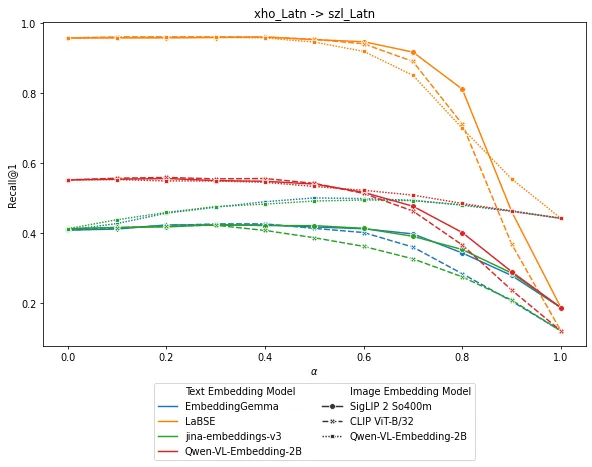 xho_Latn -> szl_Latn
Recall@1
1.0
0.8
0.6
0.4
0.2
0.0 0.2 0.4 0.6 0.8 1.0
α
Text Embedding Model
EmbeddingGemma
LaBSE
jina-embeddings-v3
Qwen-VL-Embedding-2B
Image Embedding Model
SigLIP 2 So400m
CLIP ViT-B/32
Qwen-VL-Embedding-2B